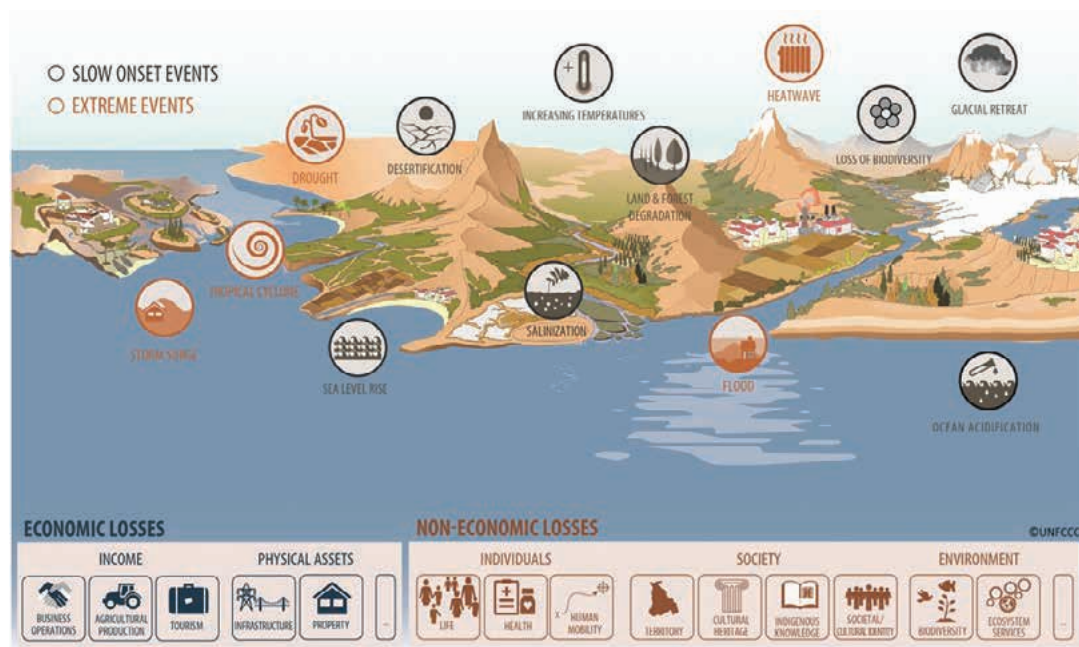 SLOW ONSET EVENTS
EXTREME EVENTS
INCREASING TEMPERATURES
HEATWAVE
GLACIAL RETREAT
DROUGHT
DESERTIFICATION
LOSS OF BIODIVERSITY
LAND & FOREST
DEGRADATION
TROPICAL CYCLONE
STORM SURGE
SALINIZATION
SEA LEVEL RISE
FLOOD
OCEAN ACIDIFICATION
ECONOMIC LOSSES
INCOME
PHYSICAL ASSETS
BUSINESS
OPERATIONS
AGRICULTURAL
PRODUCTION
TOURISM
INFRASTRUCTURE
PROPERTY
...
NON-ECONOMIC LOSSES
©UNFCCC
INDIVIDUALS
SOCIETY
ENVIRONMENT
LIFE
HEALTH
X
HUMAN
MOBILITY
TERRITORY
CULTURAL
HERITAGE
INDIGENOUS
KNOWLEDGE
SOCIETAL/
CULTURAL IDENTITY
BIODIVERSITY
ECOSYSTEM
SERVICES
...